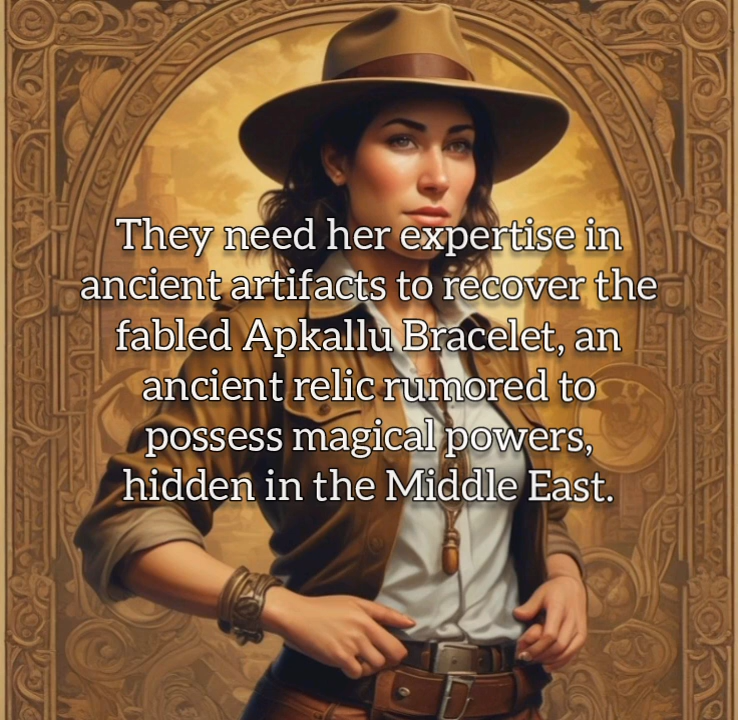 They need her expertise in
ancient artifacts to recover the
fabled Apkallu Bracelet, an
ancient relic rumored to
possess magical powers,
hidden in the Middle East.